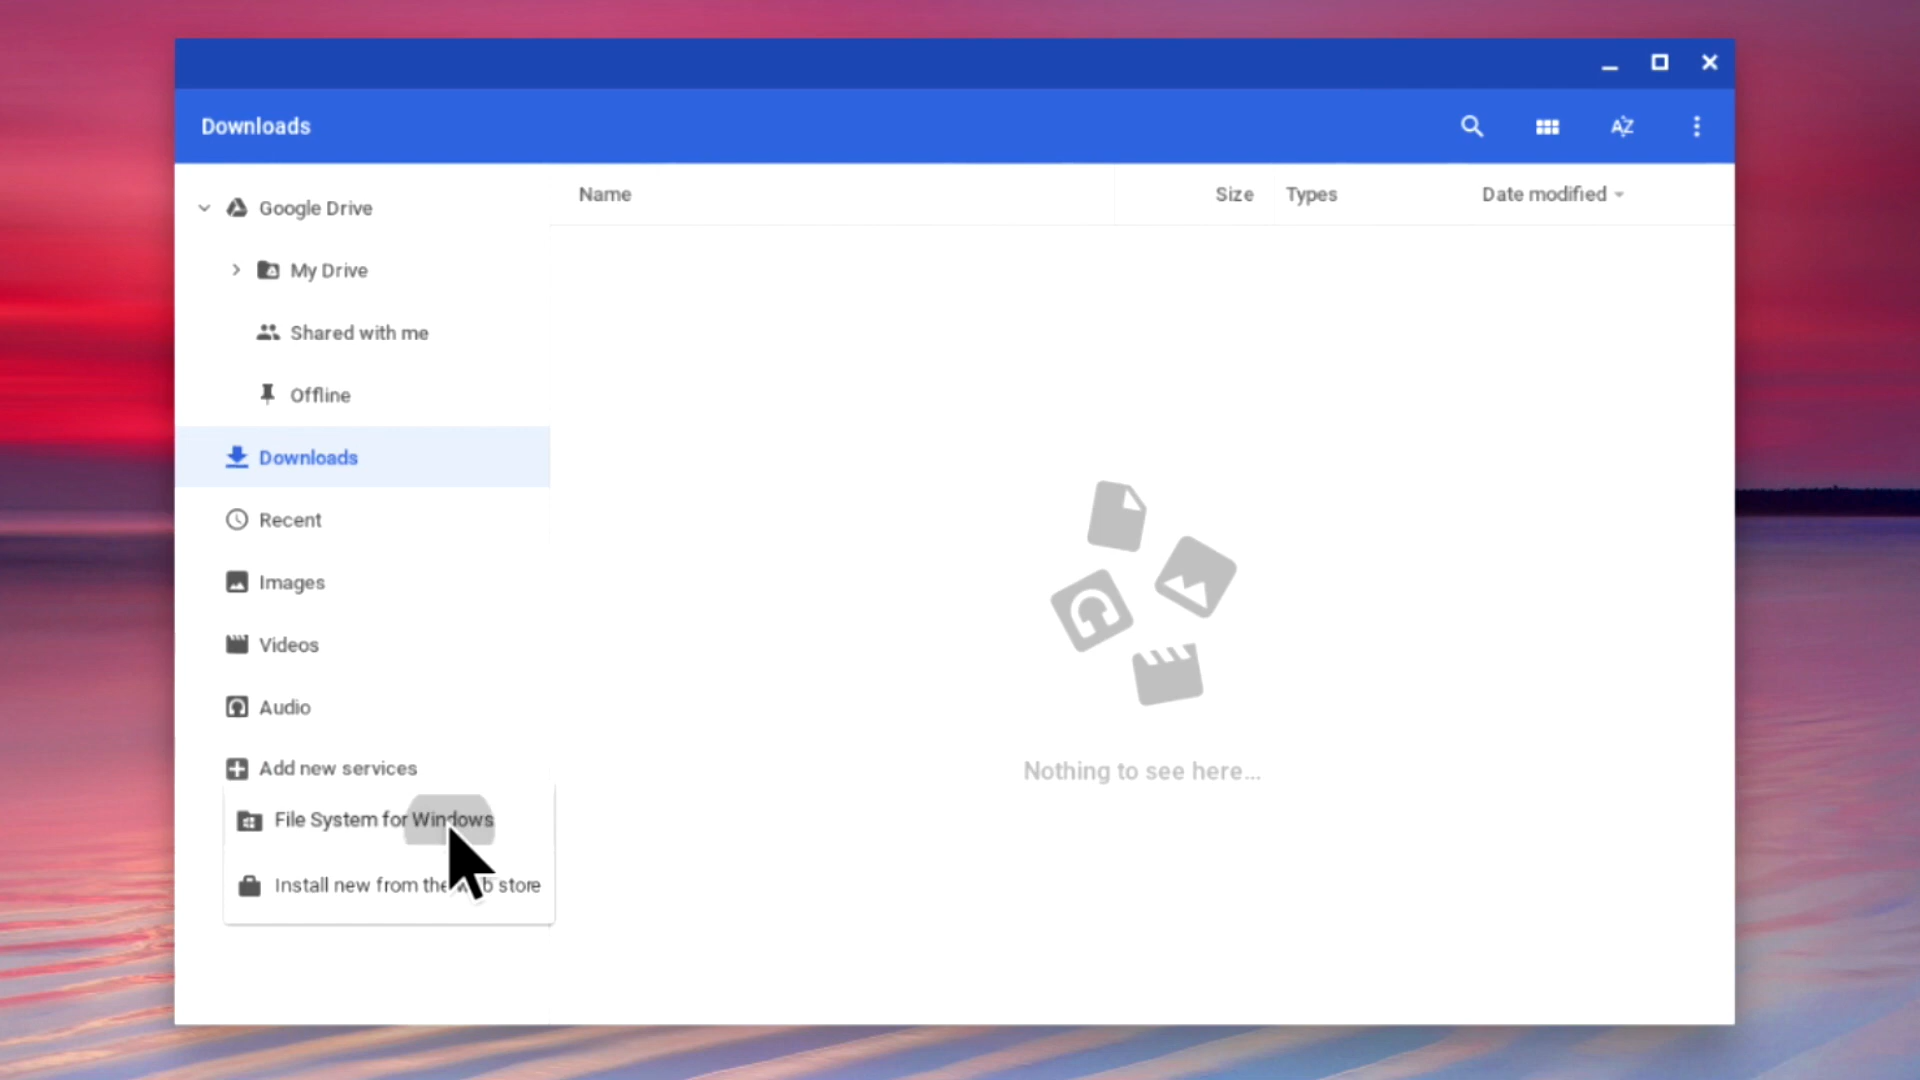 Downloads
AZ
Google Drive
My Drive
Shared with me
Offline
Downloads
Recent
Images
Videos
Audio
Add new services
File System for Windows
Install new from the store
Name Size Types Date modified
Nothing to see here...